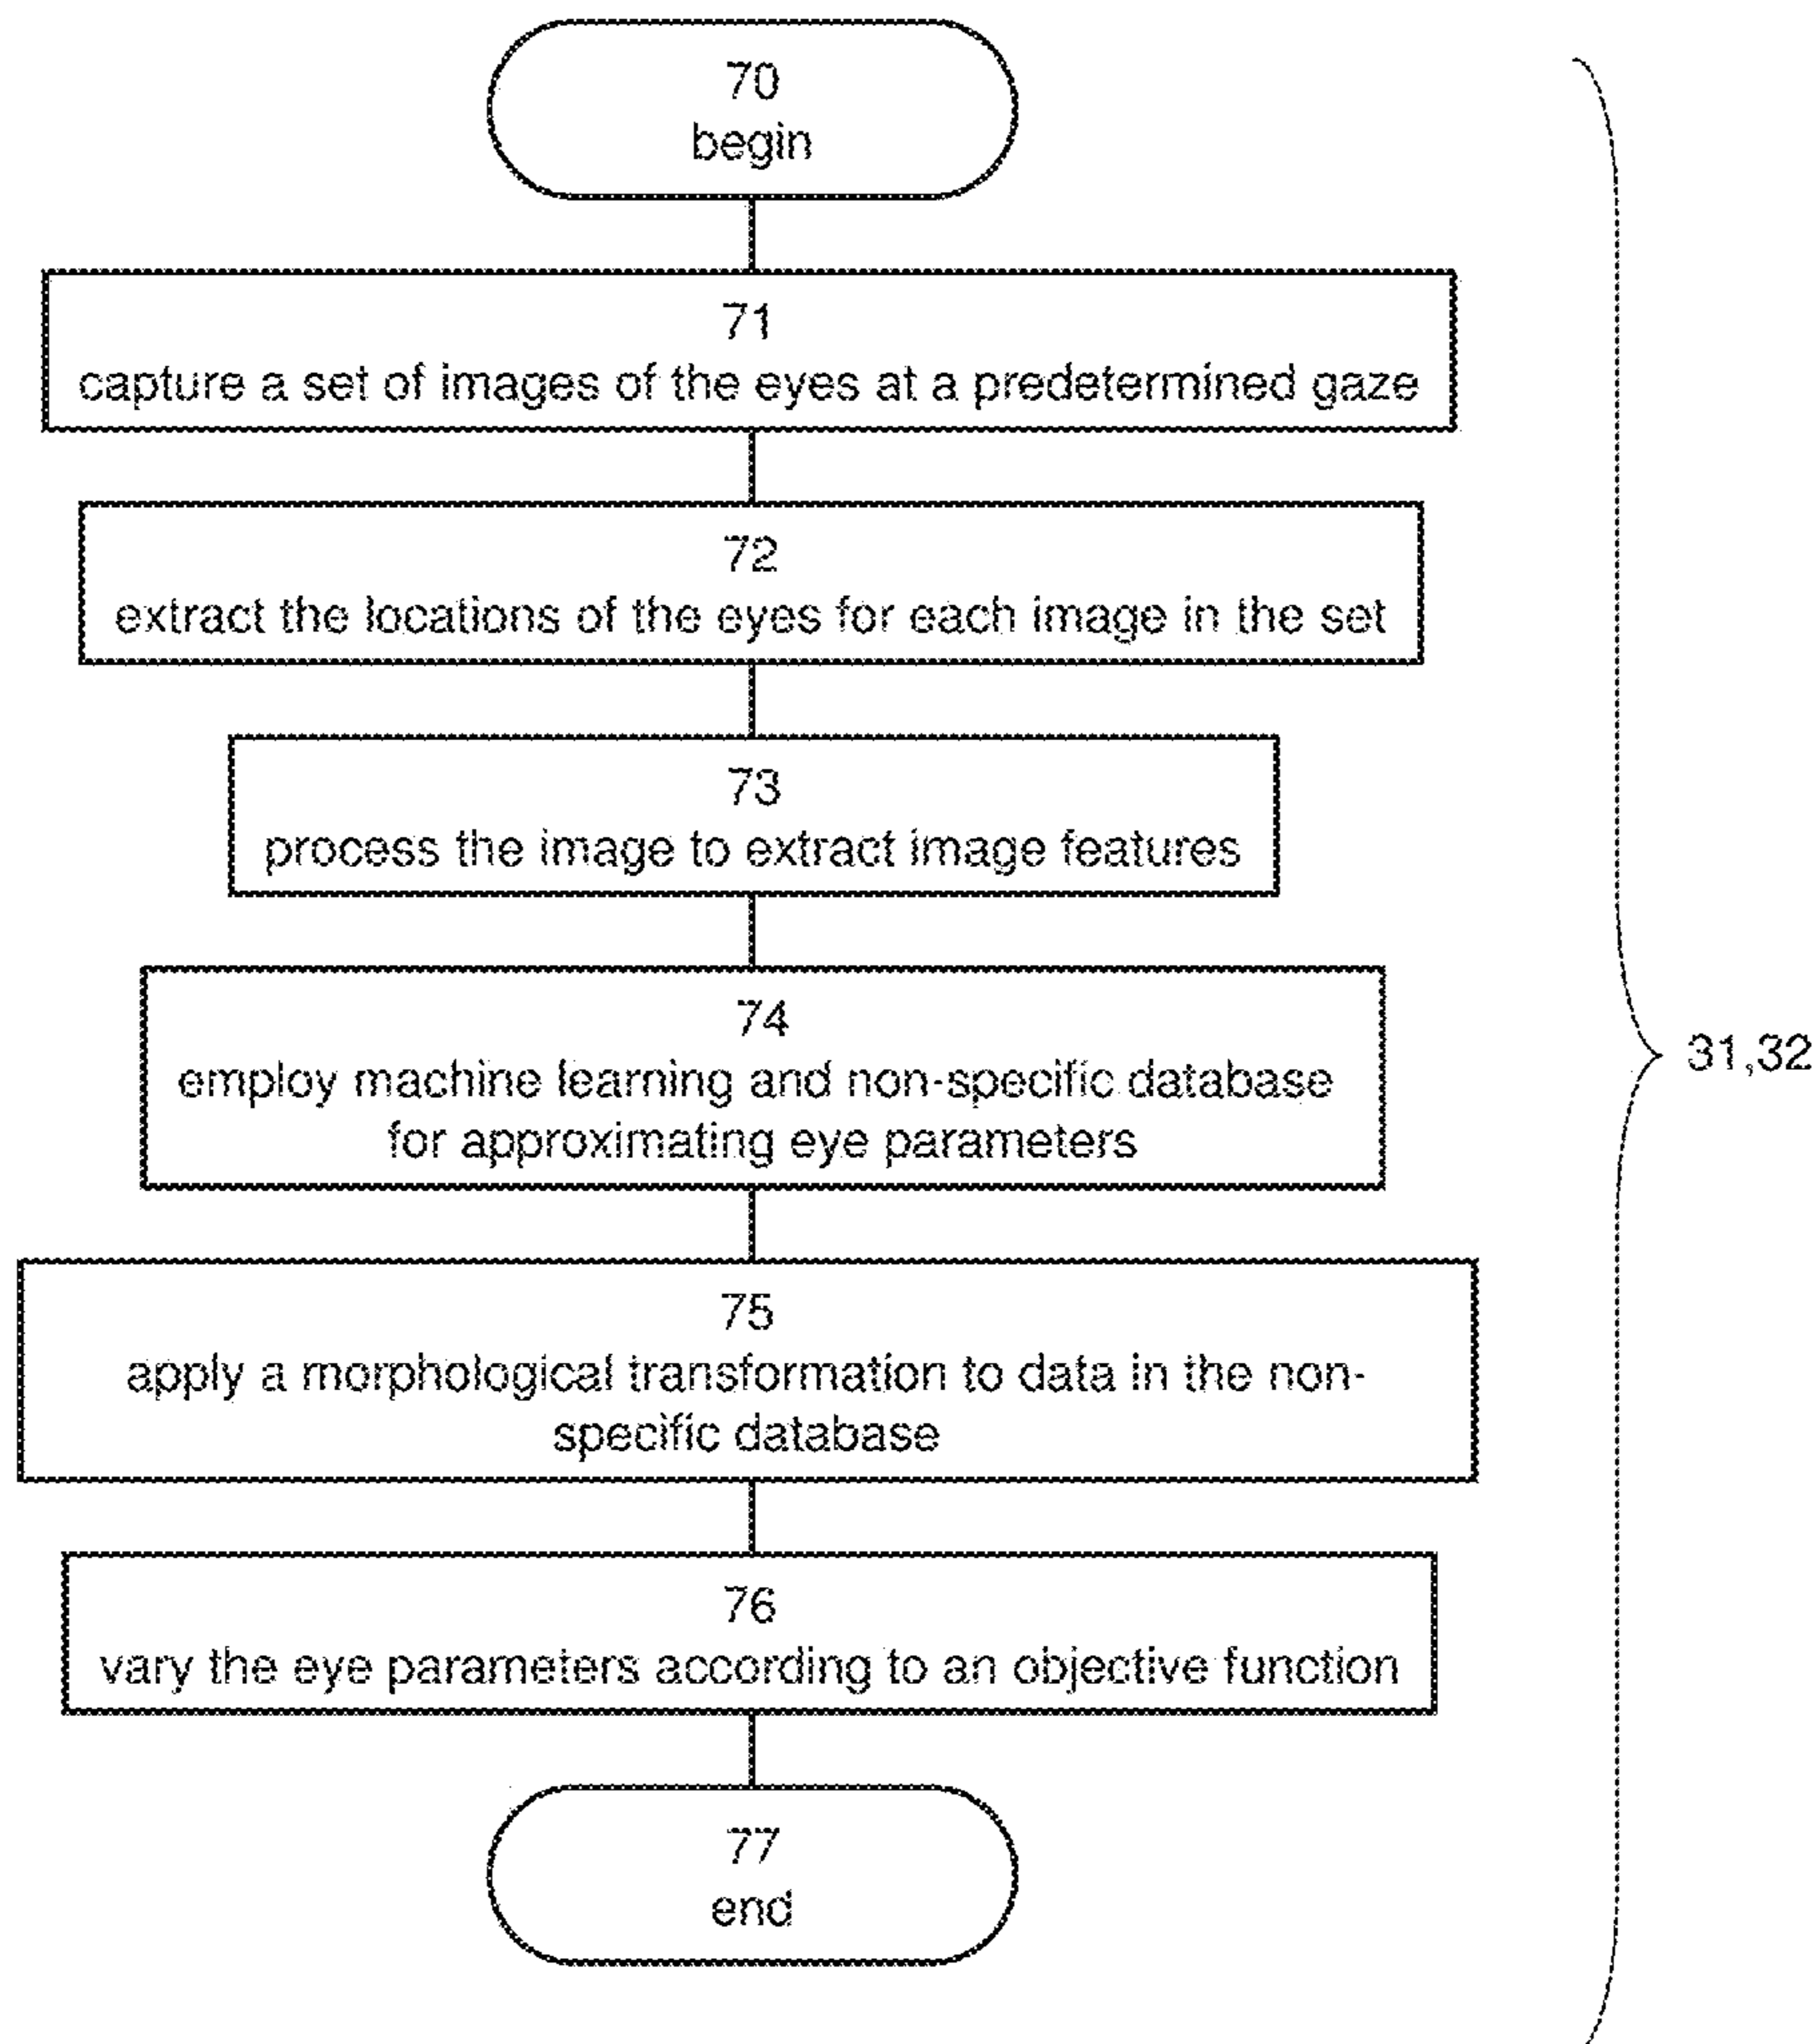 70
begin
71
capture a set of images of the eyes at a predetermined gaze
72
extract the locations of the eyes for each image in the set
73
process the image to extract image features
74
employ machine learning and non-specific database
for approximating eye parameters
75
apply a morphological transformation to data in the non-
specific database
76
vary the eye parameters according to an objective function
77
end
31,32